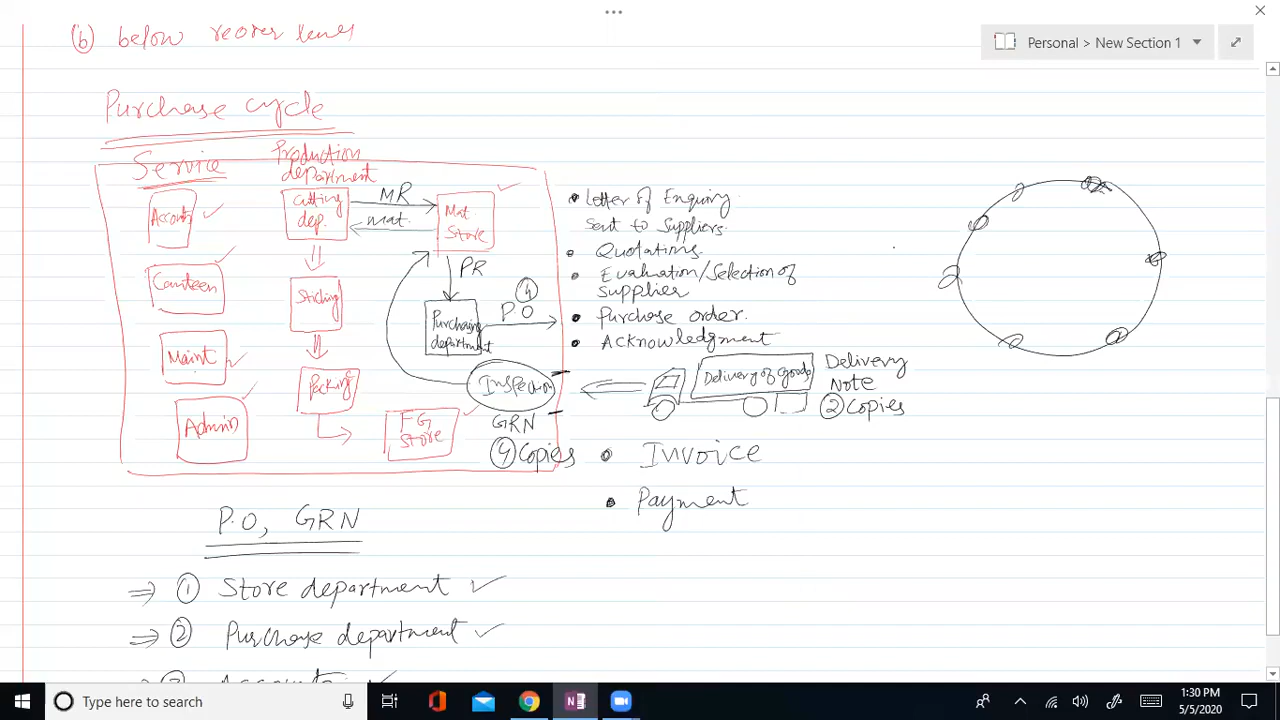 (b) below reorer level
Personal > New Section 1
Purchase cycle
Service
Production
department
Accounts
Canteen
Maint
Admin
Cutting
dep.
Stiching
Packing
MR
mat.
Mat.
Store
PR
Purchasing
department
P.O
4
Inspection
GRN
4 Copies
FG
Store
• Letter of Enquiry
Sent to Suppliers.
• Quotations.
• Evaluation/Selection of
supplier
• Purchase order.
• Acknowledgment
Delivery of Goods
Delivery
Note
2 Copies
• Invoice
• Payment
P.O, GRN
⇒ 1 Store department ✓
⇒ 2 Purchase department ✓
Type here to search
1:30 PM
5/5/2020